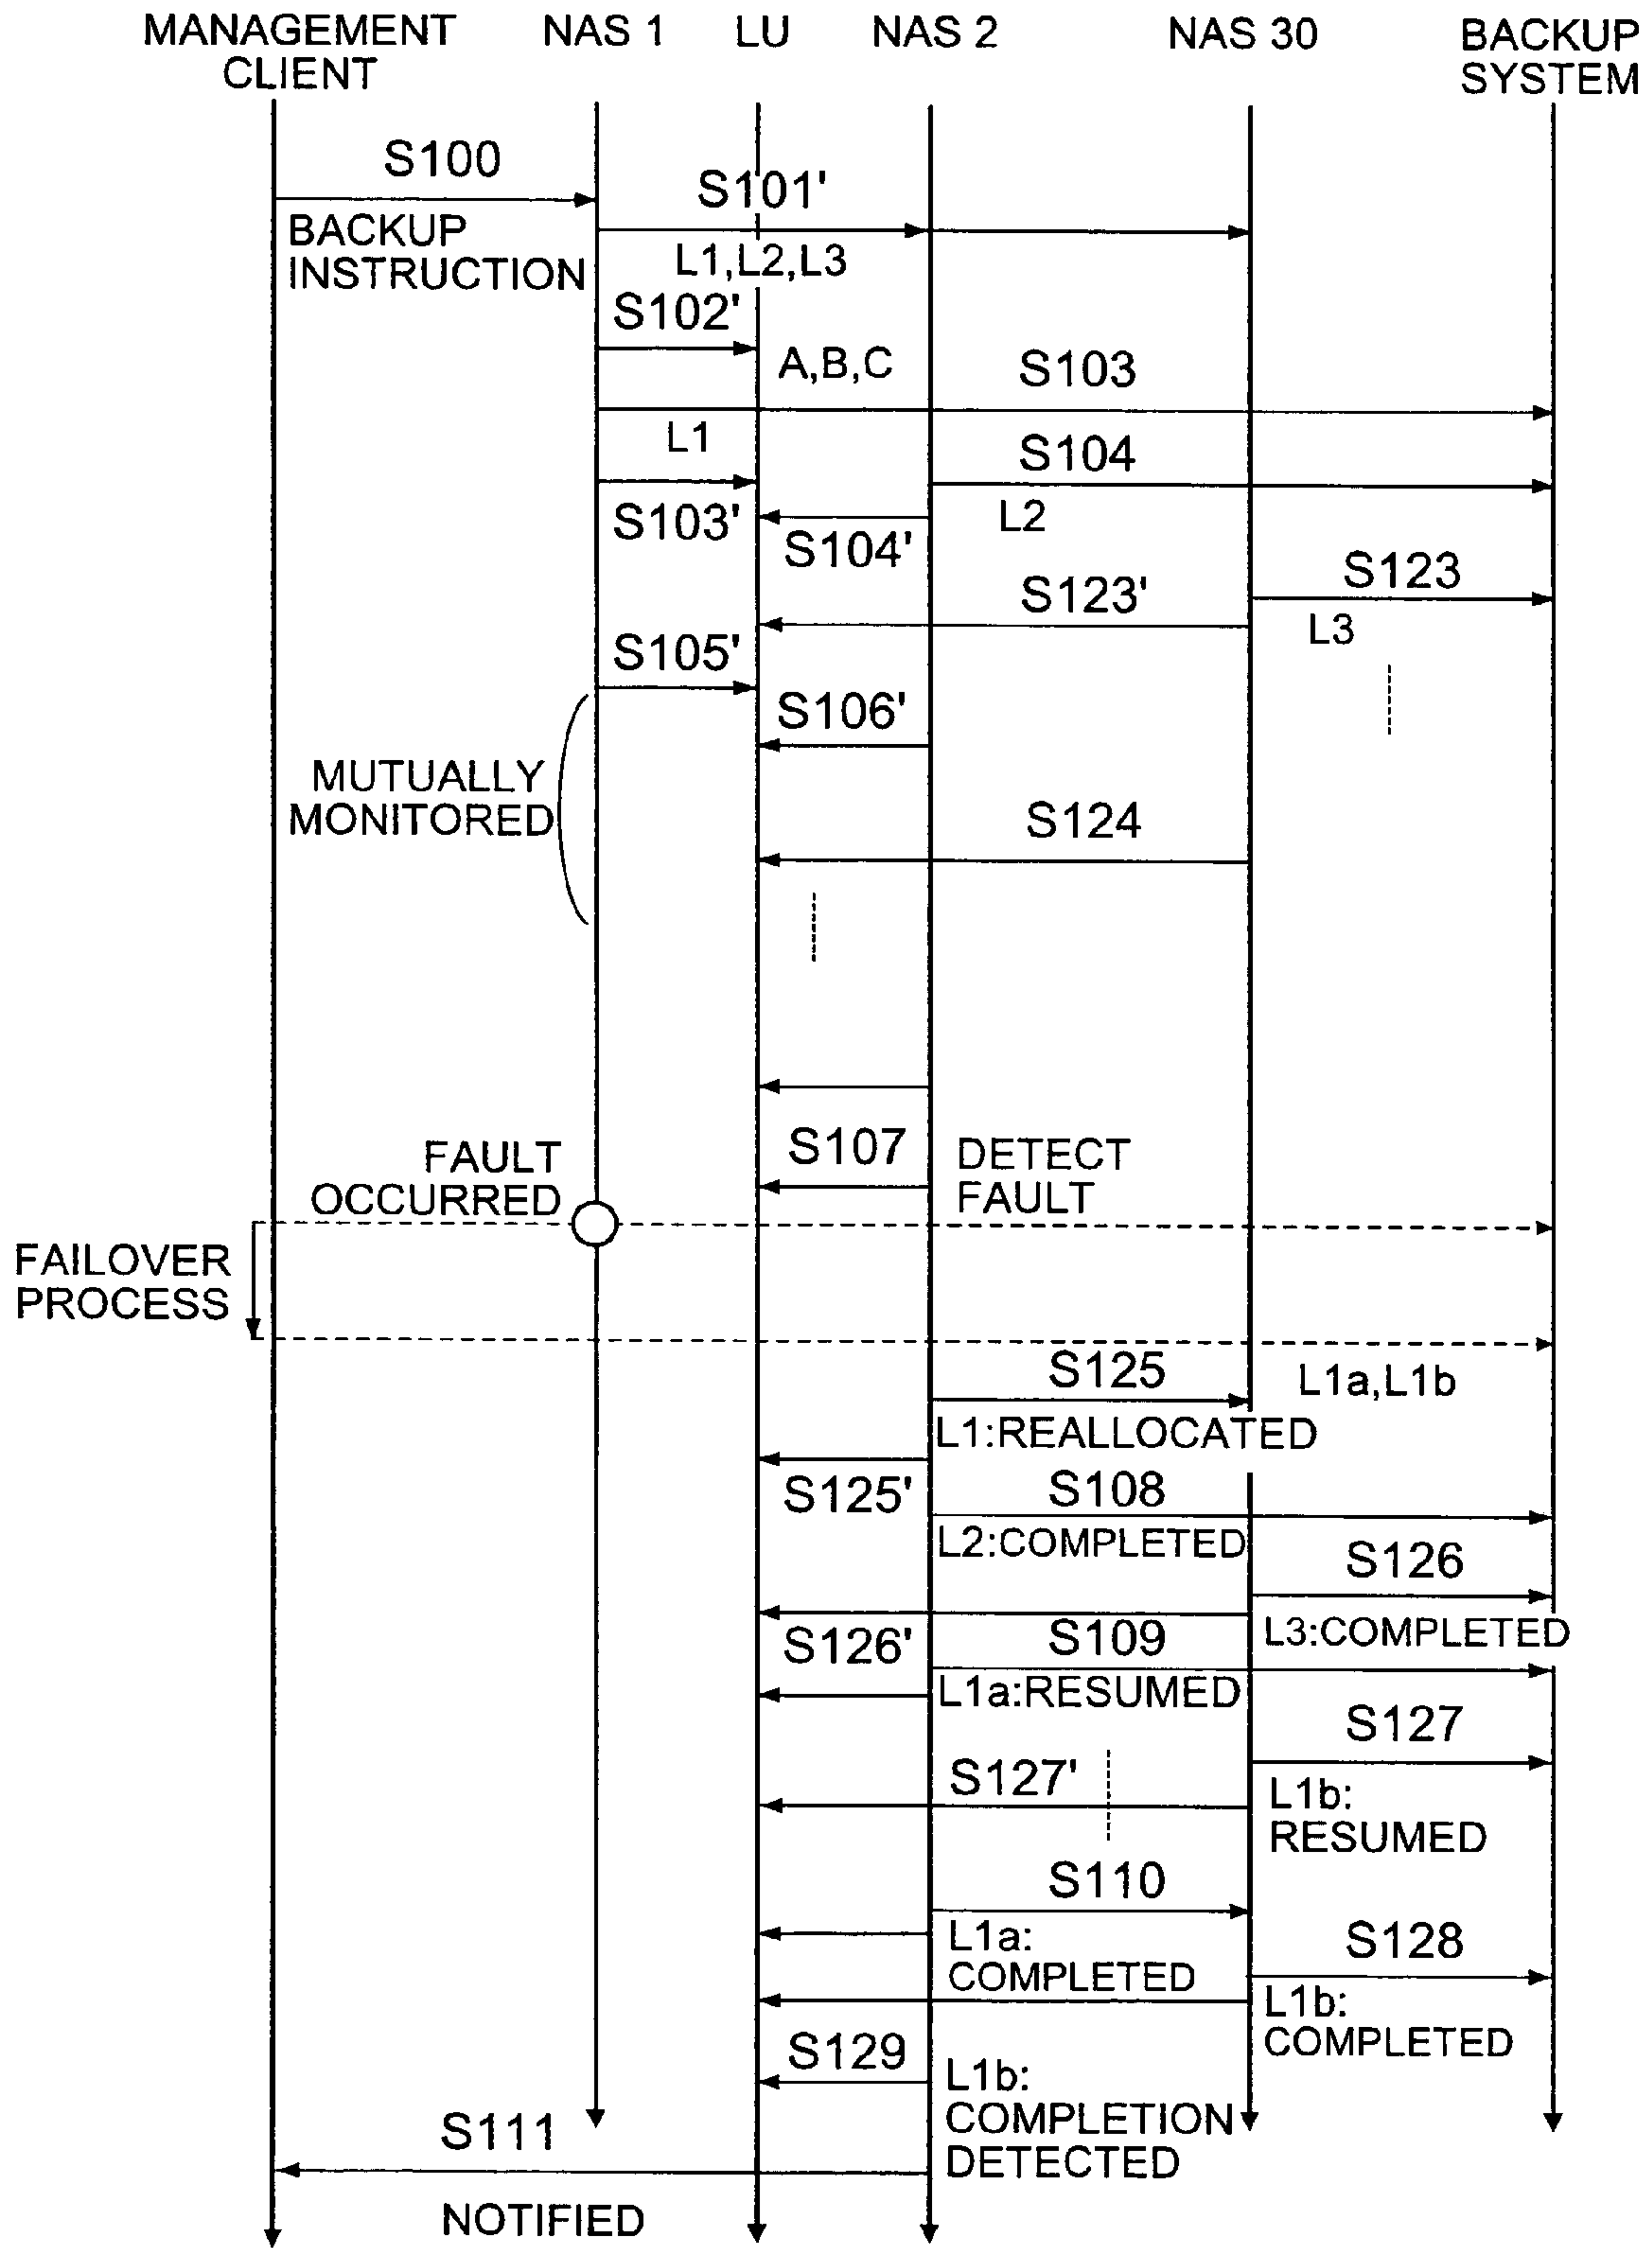 MANAGEMENT
CLIENT
NAS 1
LU
NAS 2
NAS 30
BACKUP
SYSTEM
S100
BACKUP
INSTRUCTION
S101'
L1,L2,L3
S102'
A,B,C
S103
L1
S104
S103'
L2
S104'
S123
S123'
L3
S105'
S106'
MUTUALLY
MONITORED
S124
S107
FAULT
OCCURRED
DETECT
FAULT
FAILOVER
PROCESS
S125
L1a,L1b
L1:REALLOCATED
S125'
S108
L2:COMPLETED
S126
S126'
S109
L3:COMPLETED
L1a:RESUMED
S127
S127'
L1b:
RESUMED
S110
L1a:
COMPLETED
S128
L1b:
COMPLETED
S129
L1b:
COMPLETION
DETECTED
S111
NOTIFIED